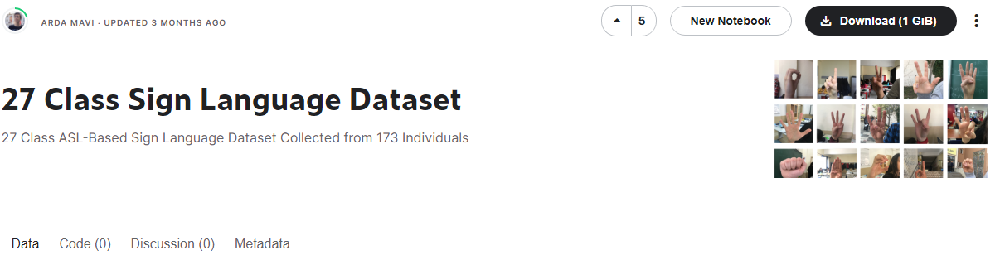 ARDA MAVI · UPDATED 3 MONTHS AGO
5
New Notebook
Download (1 GiB)
27 Class Sign Language Dataset
27 Class ASL-Based Sign Language Dataset Collected from 173 Individuals
Data
Code (0)
Discussion (0)
Metadata